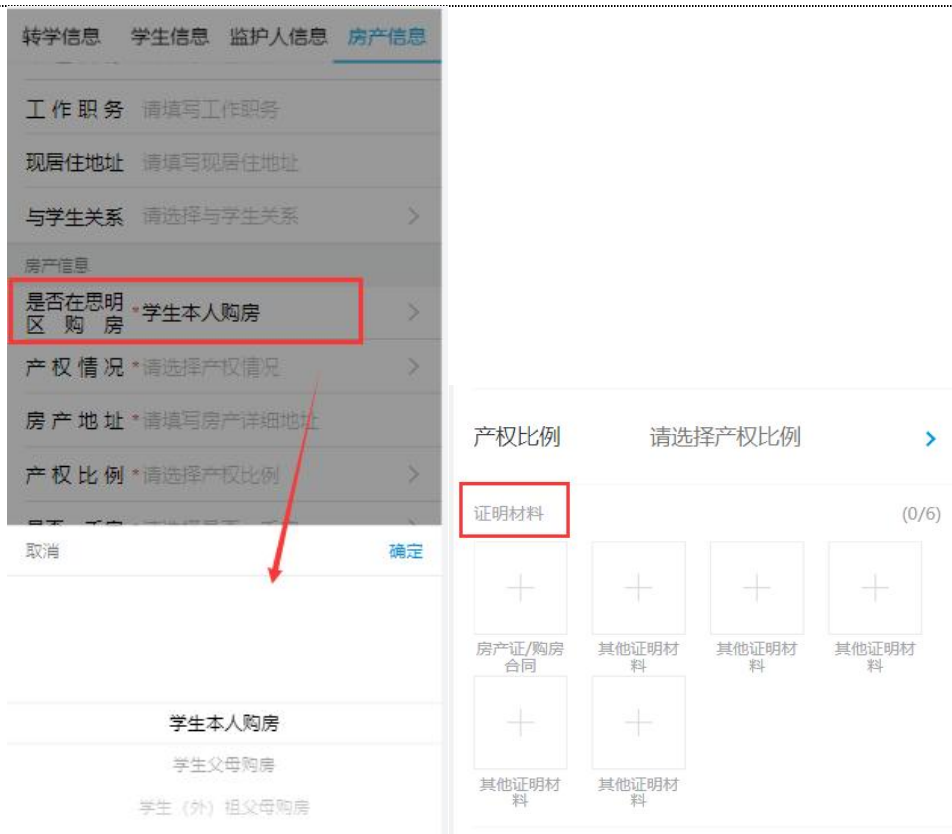 转学信息 学生信息 监护人信息 房产信息
工作职务 请填写工作职务
现居住地址 请填写现居住地址
与学生关系 请选择与学生关系
房产信息
是否在思明
区购房 *学生本人购房
产权情况 *请选择产权情况
房产地址 *请填写房产详细地址
产权比例 *请选择产权比例
取消 确定
学生本人购房
学生父母购房
学生（外）祖父母购房
产权比例 请选择产权比例
证明材料 (0/6)
房产证/购房
合同
其他证明材
料
其他证明材
料
其他证明材
料
其他证明材
料
其他证明材
料